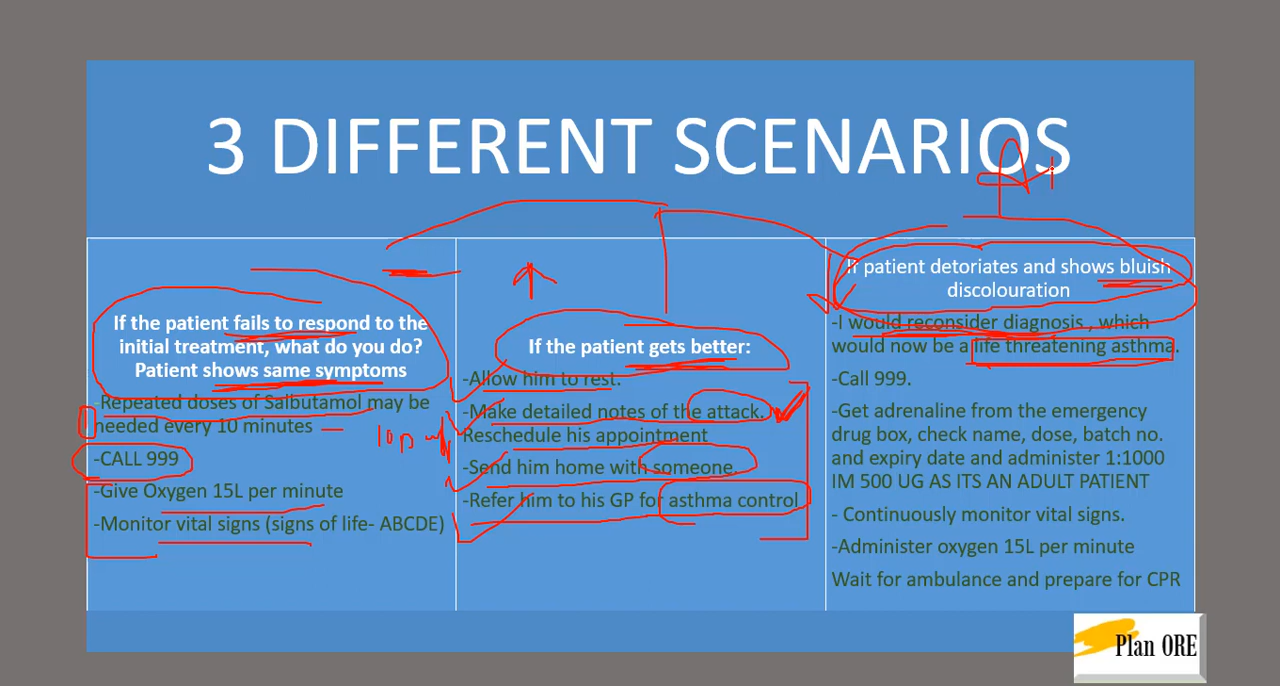 3 DIFFERENT SCENARIOS
If the patient fails to respond to the
initial treatment, what do you do?
Patient shows same symptoms
-Repeated doses of Salbutamol may be
needed every 10 minutes
-CALL 999
-Give Oxygen 15L per minute
-Monitor vital signs (signs of life- ABCDE)
If the patient gets better:
-Allow him to rest.
-Make detailed notes of the attack.
Reschedule his appointment
-Send him home with someone.
-Refer him to his GP for asthma control
If patient detoriates and shows bluish
discolouration
-I would reconsider diagnosis , which
would now be a life threatening asthma.
-Call 999.
-Get adrenaline from the emergency
drug box, check name, dose, batch no.
and expiry date and administer 1:1000
IM 500 UG AS ITS AN ADULT PATIENT
- Continuously monitor vital signs.
-Administer oxygen 15L per minute
Wait for ambulance and prepare for CPR
Plan ORE